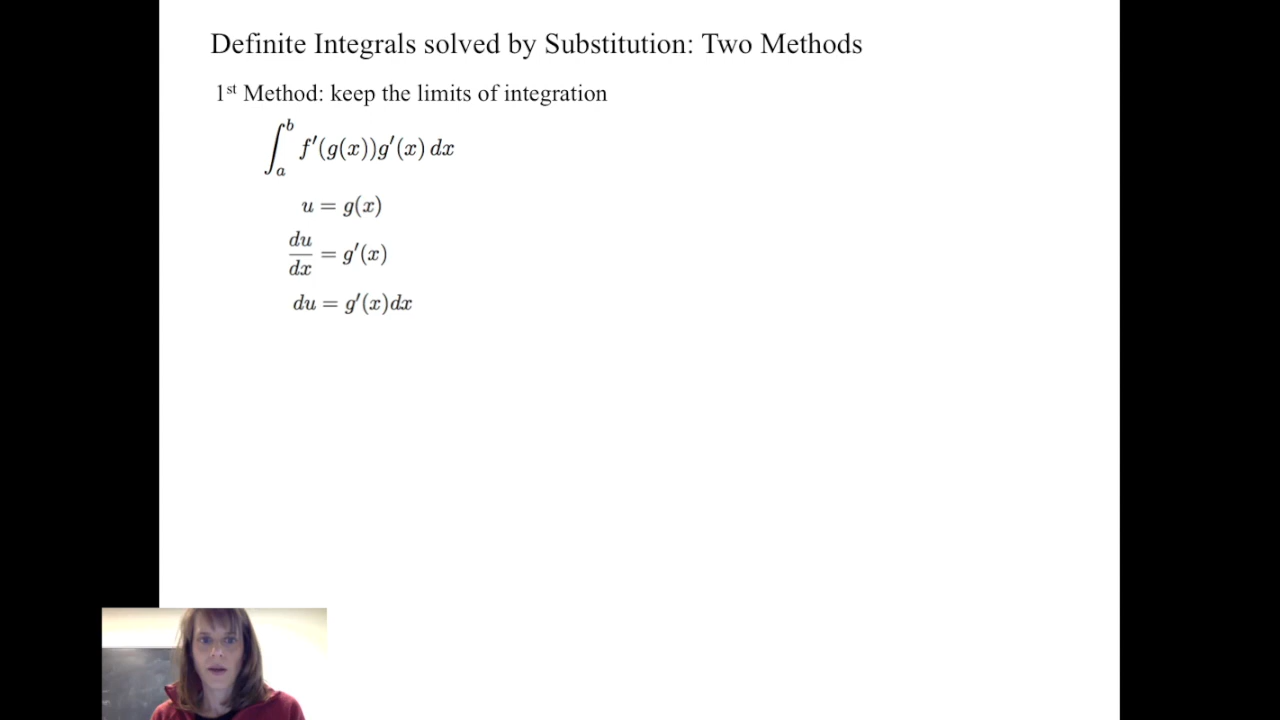 Definite Integrals solved by Substitution: Two Methods
1st Method: keep the limits of integration
∫_a^b f′(g(x))g′(x) dx
u = g(x)
du/dx = g′(x)
du = g′(x)dx